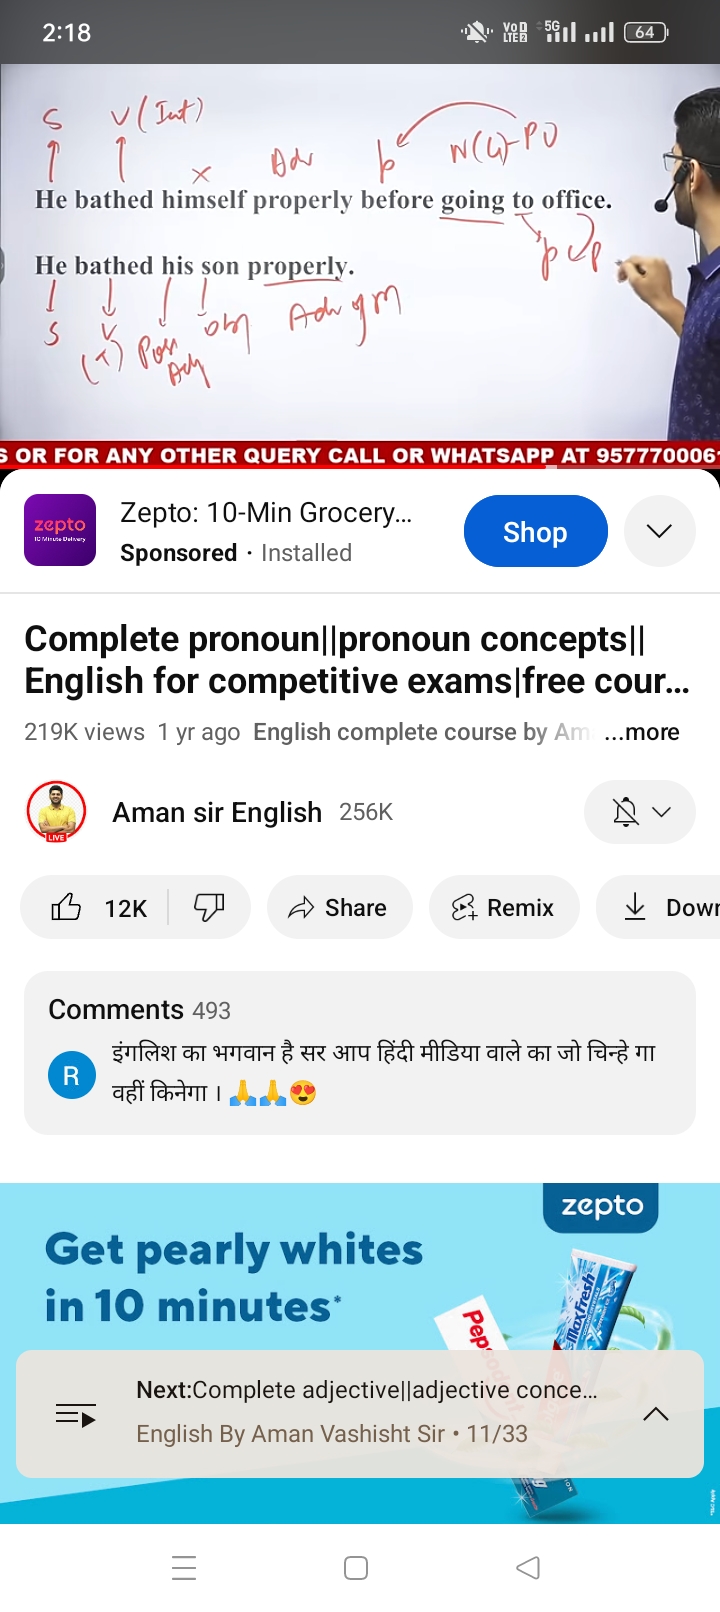 2:18
VoD LTE2 5G 64
S V (Int)
x Adv p N(G)-PO
He bathed himself properly before going to office.
p
He bathed his son properly.
S V Poss obj Adv of m
(T) Adj
S OR FOR ANY OTHER QUERY CALL OR WHATSAPP AT 957770006
zepto
10 Minute Delivery
Zepto: 10-Min Grocery...
Sponsored · Installed
Shop
Complete pronoun||pronoun concepts||
English for competitive exams|free cour...
219K views 1 yr ago English complete course by Am ...more
LIVE
Aman sir English 256K
12K Share Remix Down
Comments 493
R
इंगलिश का भगवान है सर आप हिंदी मीडिया वाले का जो चिन्हे गा
वहीं किनेगा । 🙏🙏😍
zepto
Get pearly whites
in 10 minutes*
MaxFresh
Pep
Next:Complete adjective||adjective conce...
English By Aman Vashisht Sir • 11/33